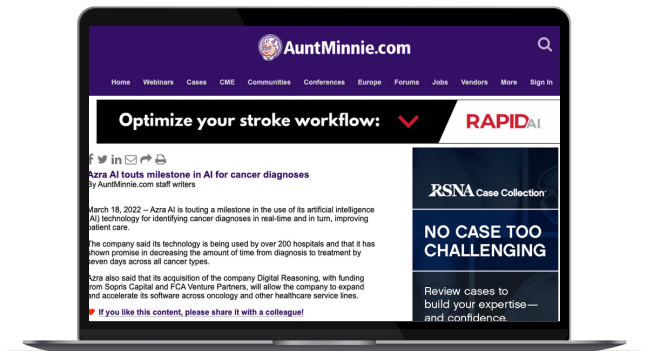 AuntMinnie.com
Home Webinars Cases CME Communities Conferences Europe Forums Jobs Vendors More Sign In
Optimize your stroke workflow:
RAPIDAI
Azra AI touts milestone in AI for cancer diagnoses
By AuntMinnie.com staff writers
March 18, 2022 -- Azra AI is touting a milestone in the use of its artificial intelligence
(AI) technology for identifying cancer diagnoses in real-time and in turn, improving
patient care.
The company said its technology is being used by over 200 hospitals and that it has
shown promise in decreasing the amount of time from diagnosis to treatment by
seven days across all cancer types.
Azra also said that its acquisition of the company Digital Reasoning, with funding
from Sopris Capital and FCA Venture Partners, will allow the company to expand
and accelerate its software across oncology and other healthcare service lines.
If you like this content, please share it with a colleague!
RSNA Case Collection
NO CASE TOO
CHALLENGING
Review cases to
build your expertise—
and confidence.